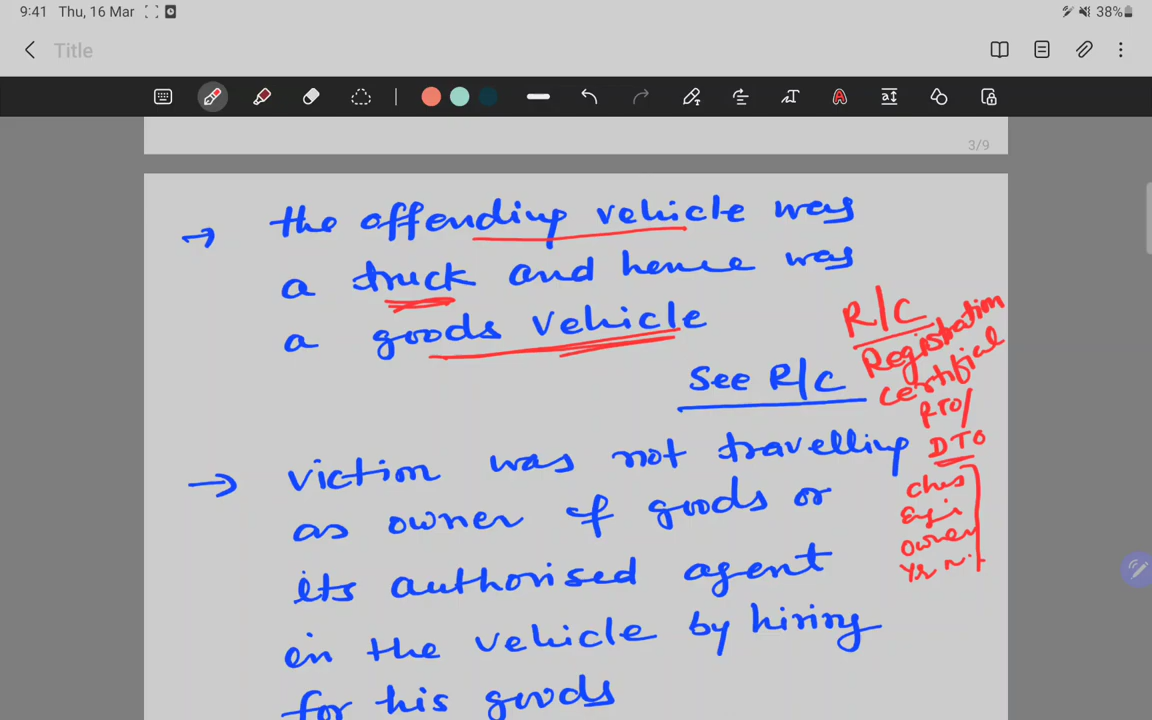 9:41 Thu, 16 Mar
38%
Title
3/9
→ the offending vehicle was
a truck and hence was
a goods vehicle
See R/C
R/C
Registration
RTO/
DTO
owner
→ victim was not travelling
as owner of goods or
its authorised agent
in the vehicle by hiring
for his goods